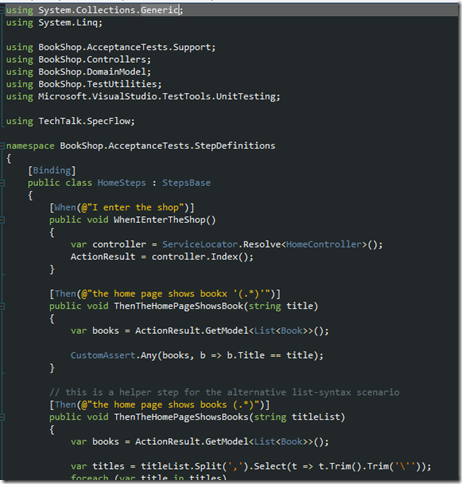 using System.Collections.Generic;
using System.Linq;
using BookShop.AcceptanceTests.Support;
using BookShop.Controllers;
using BookShop.DomainModel;
using BookShop.TestUtilities;
using Microsoft.VisualStudio.TestTools.UnitTesting;
using TechTalk.SpecFlow;
namespace BookShop.AcceptanceTests.StepDefinitions
{
[Binding]
public class HomeSteps : StepsBase
{
[When(@"I enter the shop")]
public void WhenIEnterTheShop()
{
var controller = ServiceLocator.Resolve<HomeController>();
ActionResult = controller.Index();
}
[Then(@"the home page shows bookx '(.*)'")]
public void ThenTheHomePageShowsBook(string title)
{
var books = ActionResult.GetModel<List<Book>>();
CustomAssert.Any(books, b => b.Title == title);
}
// this is a helper step for the alternative list-syntax scenario
[Then(@"the home page shows books (.*)")]
public void ThenTheHomePageShowsBooks(string titleList)
{
var books = ActionResult.GetModel<List<Book>>();
var titles = titleList.Split(',').Select(t => t.Trim().Trim('\''));
foreach (var title in titles)